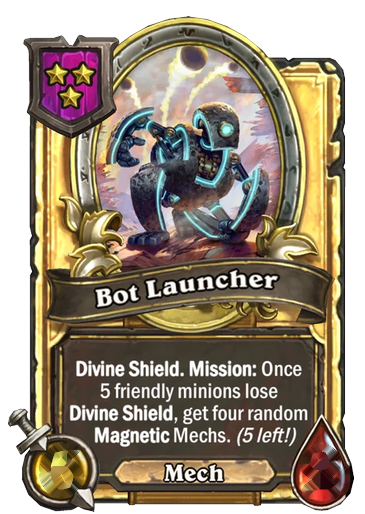 Bot Launcher
Divine Shield. Mission: Once
5 friendly minions lose
Divine Shield, get four random
Magnetic Mechs. (5 left!)
Mech